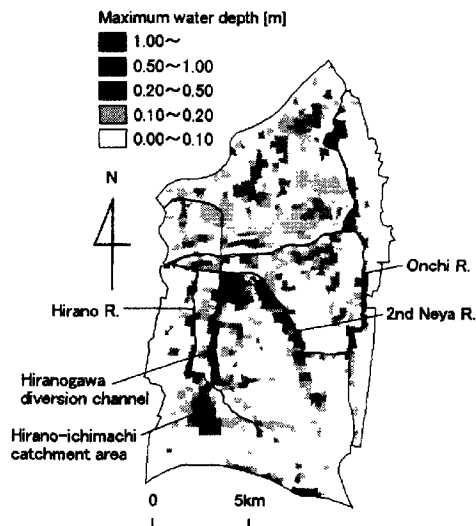 Maximum water depth [m]
1.00～
0.50～1.00
0.20～0.50
0.10～0.20
0.00～0.10
N
Onchi R.
Hirano R.
2nd Neya R.
Hiranogawa
diversion channel
Hirano-ichimachi
catchment area
0 5km